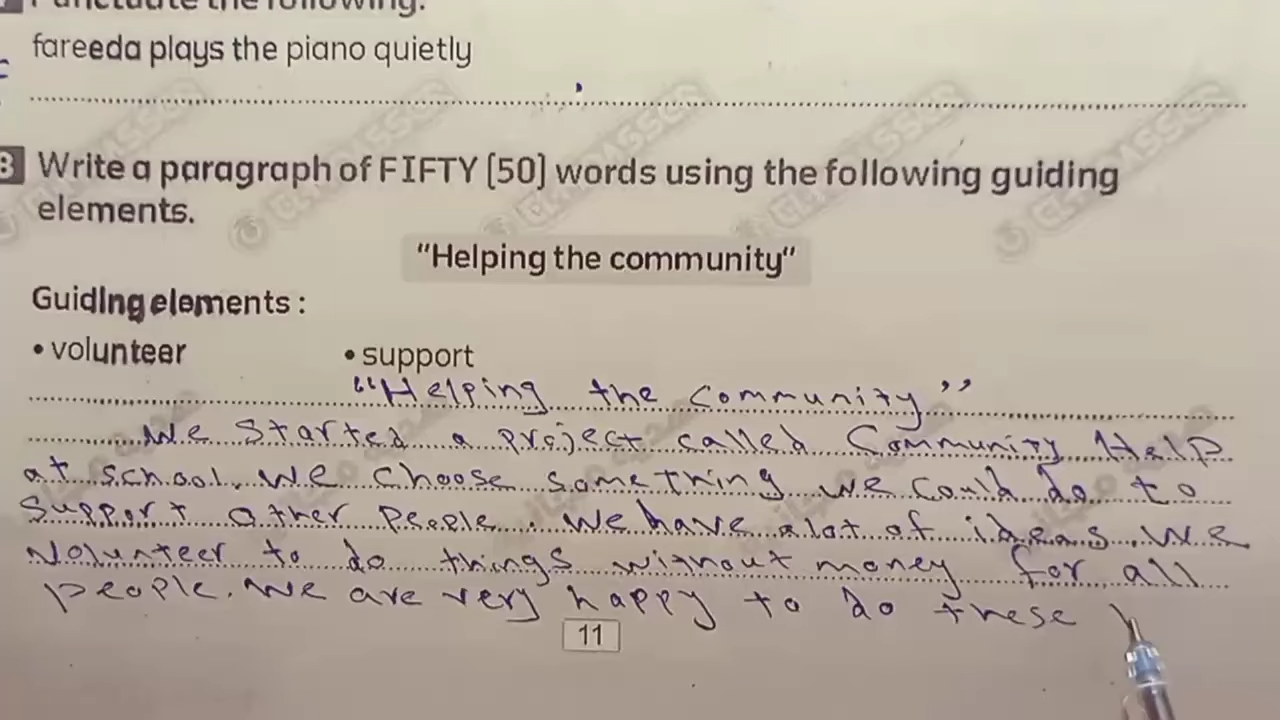 Punctuate the following:
fareeda plays the piano quietly
8 Write a paragraph of FIFTY (50) words using the following guiding
elements.
"Helping the community"
Guiding elements :
• volunteer • support
"Helping the community"
We started a project called Community Help
at school. We choose something we could do to
support other people. We have alot of ideas. We
Volunteer to do things without money for all
people. We are very happy to do these
11